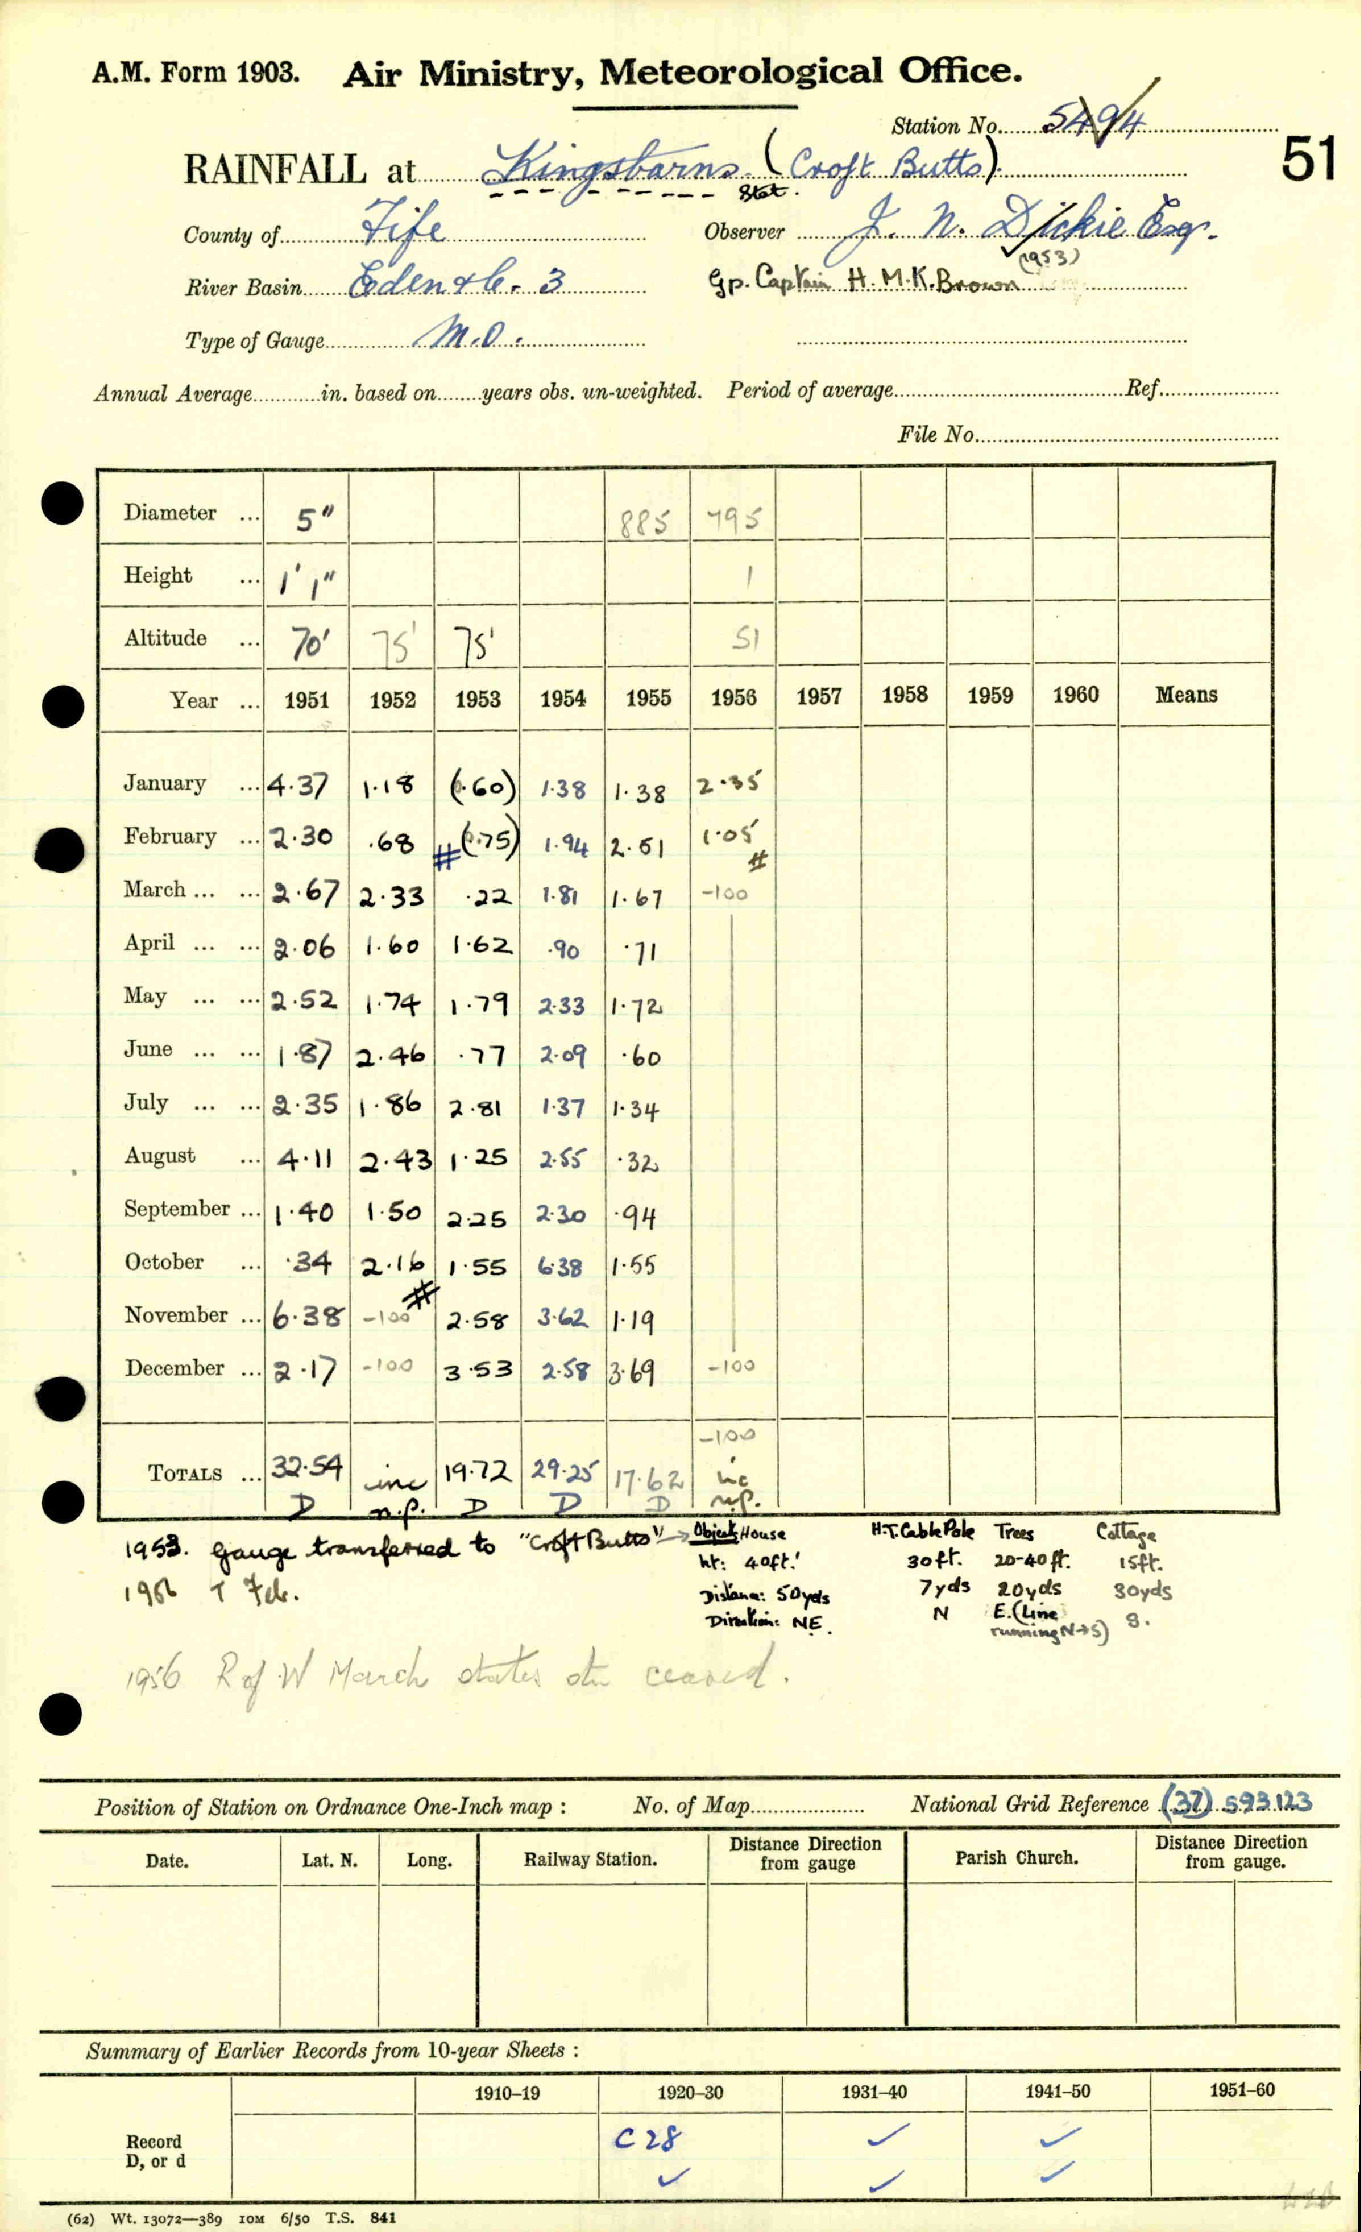 A.M. Form 1903. Air Ministry, Meteorological Office.
Station No. 5494
51
RAINFALL at Kingsbarns (Croft Butts)
Stat.
County of Fife Observer J. N. Dickie Esq.
(1953)
River Basin Eden &c. 3 Gp. Captain H.M.K. Brown
Type of Gauge M.O.
Annual Average in. based on years obs. un-weighted. Period of average Ref.
File No.
Diameter ... 5" 885 795
Height ... 1' 1" 1
Altitude ... 70' 75' 75' 51
Year ... 1951 1952 1953 1954 1955 1956 1957 1958 1959 1960 Means
January ... 4.37 1.18 (0.60) 1.38 1.38 2.35
February ... 2.30 .68 # (0.75) 1.94 2.51 1.05 #
March ... ... 2.67 2.33 .22 1.81 1.67 -100
April ... ... 2.06 1.60 1.62 .90 .71
May ... ... 2.52 1.74 1.79 2.33 1.72
June ... ... 1.87 2.46 .77 2.09 .60
July ... ... 2.35 1.86 2.81 1.37 1.34
August ... 4.11 2.43 1.25 2.55 .32
September ... 1.40 1.50 2.25 2.30 .94
October ... .34 2.16 1.55 6.38 1.55
November ... 6.38 -100 # 2.58 3.62 1.19
December ... 2.17 -100 3.53 2.58 3.69 -100
-100
TOTALS ... 32.54 inc 19.72 29.25 17.62 inc
D n.p. D D D n.p.
1953. gauge transferred to "Croft Butts" → Object: House H.T. Cable Pole Trees Cottage
ht: 40ft. 30ft. 20-40ft. 15ft.
1956 T Feb.
Distance: 50yds 7yds 20yds 30yds
Direction: NE. N E. (Line running N→S) S.
1956 R of W March states stn ceased.
Position of Station on Ordnance One-Inch map : No. of Map National Grid Reference (37) 593123
Date. Lat. N. Long. Railway Station. Distance Direction from gauge Parish Church. Distance Direction from gauge.
Summary of Earlier Records from 10-year Sheets :
1910–19 1920–30 1931–40 1941–50 1951–60
Record C28 ✓ ✓
D, or d ✓ ✓ ✓
(62) Wt. 13072—389 10M 6/50 T.S. 841